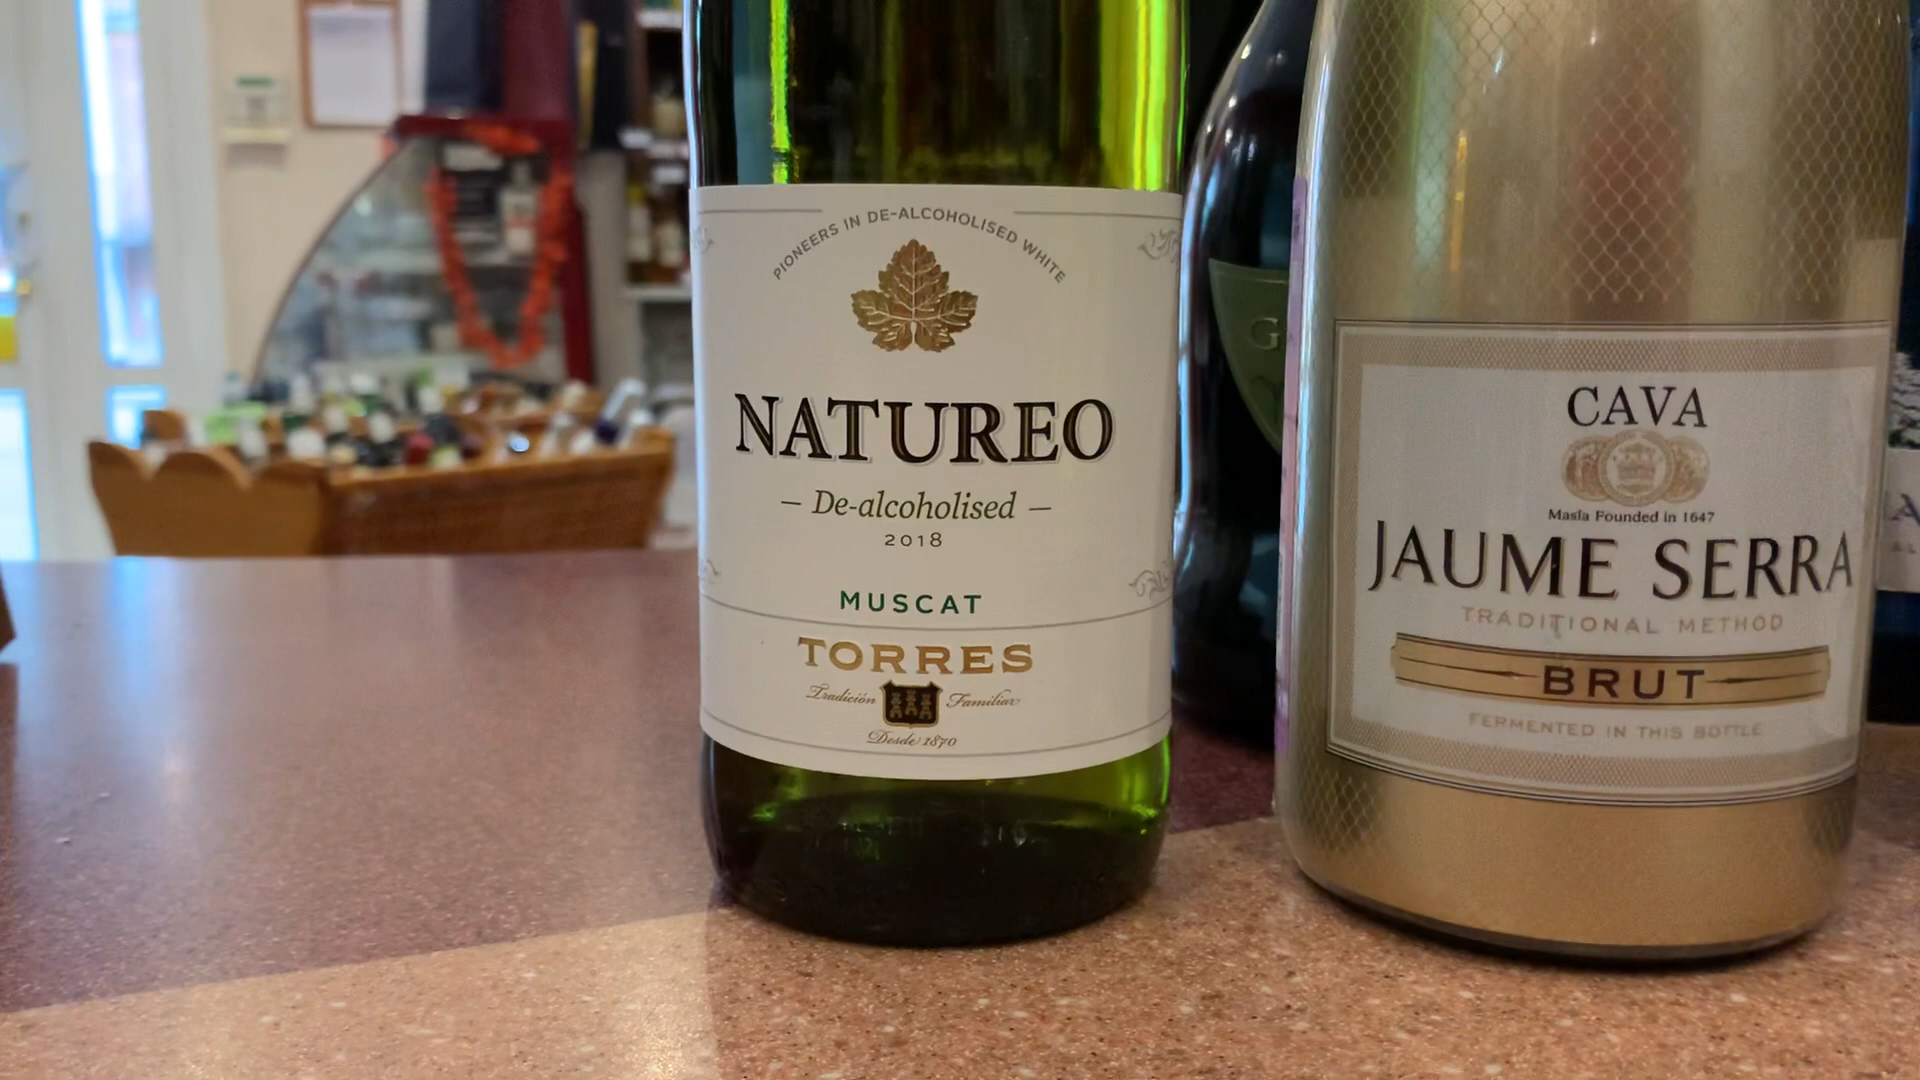 PIONEERS IN DE-ALCOHOLISED WHITE
NATUREO
– De-alcoholised –
2018
MUSCAT
TORRES
Tradición Familiar
Desde 1870
CAVA
Masía Founded in 1647
JAUME SERRA
TRADITIONAL METHOD
BRUT
FERMENTED IN THIS BOTTLE
G